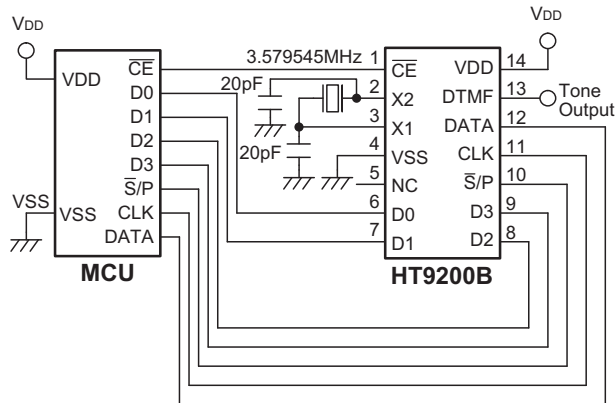 VDD
VDD
VSS
VSS
CE
D0
D1
D2
D3
S/P
CLK
DATA
MCU
3.579545MHz
20pF
20pF
1
2
3
4
5
6
7
CE
X2
X1
VSS
NC
D0
D1
VDD
DTMF
DATA
CLK
S/P
D3
D2
HT9200B
14
13
12
11
10
9
8
VDD
Tone
Output